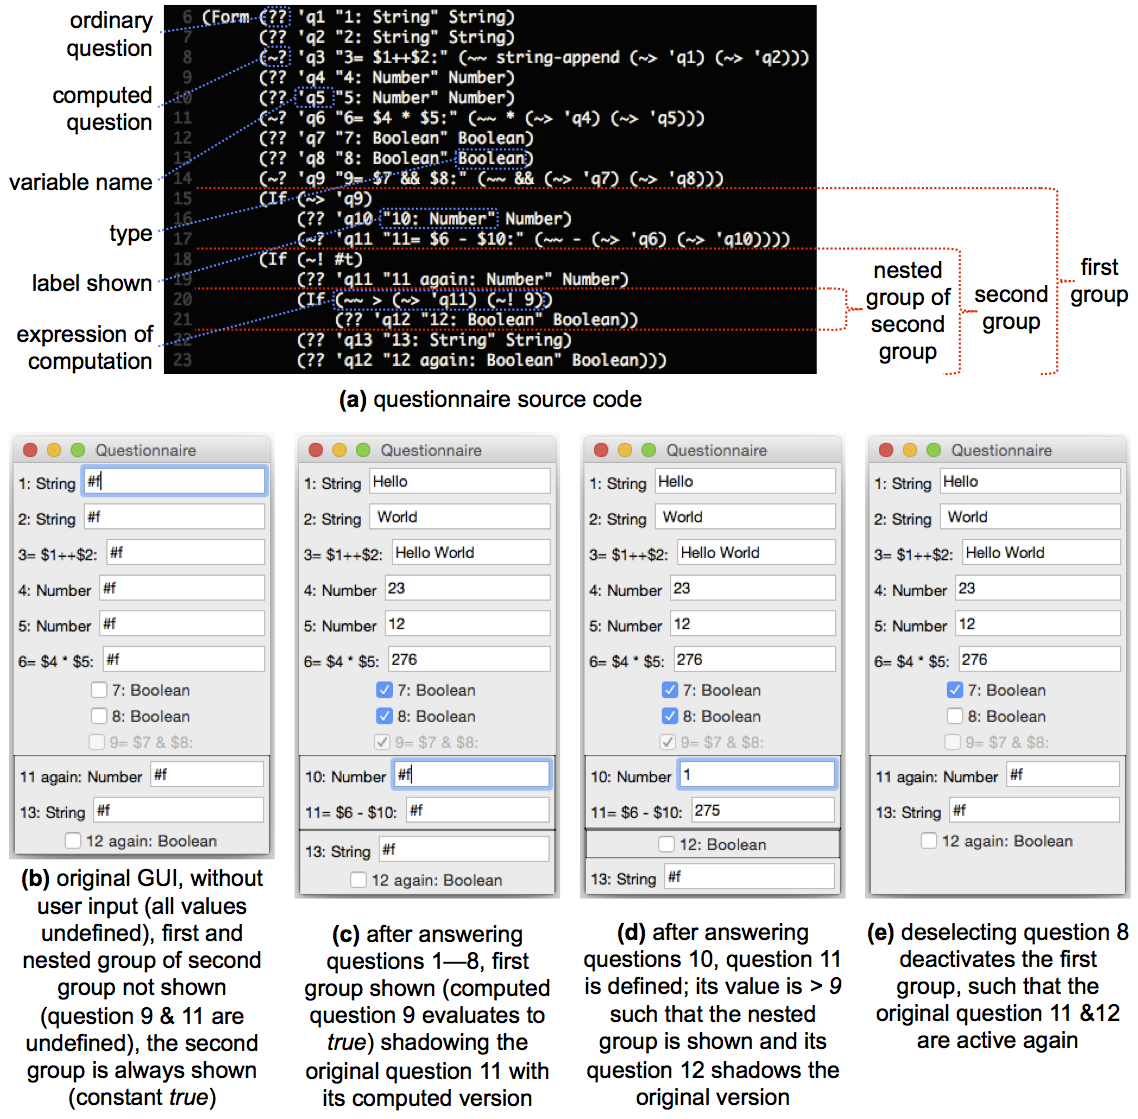 ordinary
question
computed
question
variable name
type
label shown
expression of
computation
6 (Form (?? 'q1 "1: String" String)
7 (?? 'q2 "2: String" String)
8 (~? 'q3 "3= $1++$2:" (~~ string-append (~> 'q1) (~> 'q2)))
9 (?? 'q4 "4: Number" Number)
10 (?? 'q5 "5: Number" Number)
11 (~? 'q6 "6= $4 * $5:" (~~ * (~> 'q4) (~> 'q5)))
12 (?? 'q7 "7: Boolean" Boolean)
13 (?? 'q8 "8: Boolean" Boolean)
14 (~? 'q9 "9= $7 && $8:" (~~ && (~> 'q7) (~> 'q8)))
15 (If (~> 'q9)
16 (?? 'q10 "10: Number" Number)
17 (~? 'q11 "11= $6 - $10:" (~~ - (~> 'q6) (~> 'q10))))
18 (If (~! #t)
19 (?? 'q11 "11 again: Number" Number)
20 (If (~~ > (~> 'q11) (~! 9))
21 (?? 'q12 "12: Boolean" Boolean))
22 (?? 'q13 "13: String" String)
23 (?? 'q12 "12 again: Boolean" Boolean)))
nested
group of
second
group
second
group
first
group
(a) questionnaire source code
Questionnaire
1: String #f
2: String #f
3= $1++$2: #f
4: Number #f
5: Number #f
6= $4 * $5: #f
7: Boolean
8: Boolean
9= $7 & $8:
11 again: Number #f
13: String #f
12 again: Boolean
(b) original GUI, without
user input (all values
undefined), first and
nested group of second
group not shown
(question 9 & 11 are
undefined), the second
group is always shown
(constant true)
Questionnaire
1: String Hello
2: String World
3= $1++$2: Hello World
4: Number 23
5: Number 12
6= $4 * $5: 276
7: Boolean
8: Boolean
9= $7 & $8:
10: Number #f
11= $6 - $10: #f
13: String #f
12 again: Boolean
(c) after answering
questions 1—8, first
group shown (computed
question 9 evaluates to
true) shadowing the
original question 11 with
its computed version
Questionnaire
1: String Hello
2: String World
3= $1++$2: Hello World
4: Number 23
5: Number 12
6= $4 * $5: 276
7: Boolean
8: Boolean
9= $7 & $8:
10: Number 1
11= $6 - $10: 275
12: Boolean
13: String #f
(d) after answering
questions 10, question 11
is defined; its value is > 9
such that the nested
group is shown and its
question 12 shadows the
original version
Questionnaire
1: String Hello
2: String World
3= $1++$2: Hello World
4: Number 23
5: Number 12
6= $4 * $5: 276
7: Boolean
8: Boolean
9= $7 & $8:
11 again: Number #f
13: String #f
12 again: Boolean
(e) deselecting question 8
deactivates the first
group, such that the
original question 11 &12
are active again